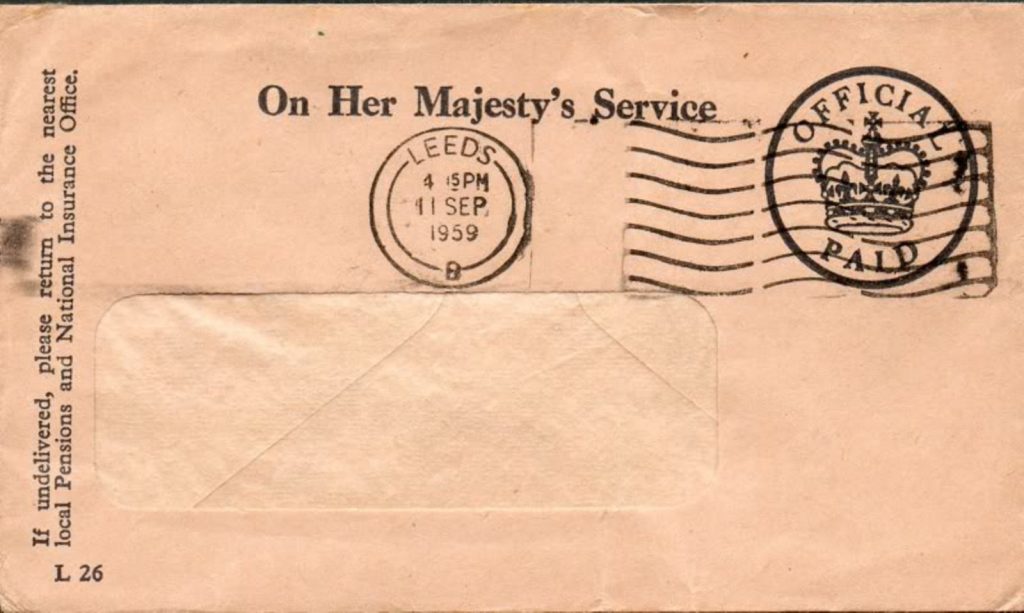 On Her Majesty's Service
OFFICIAL
PAID
LEEDS
4 15PM
11 SEP
1959
B
If undelivered, please return to the nearest
local Pensions and National Insurance Office.
L 26